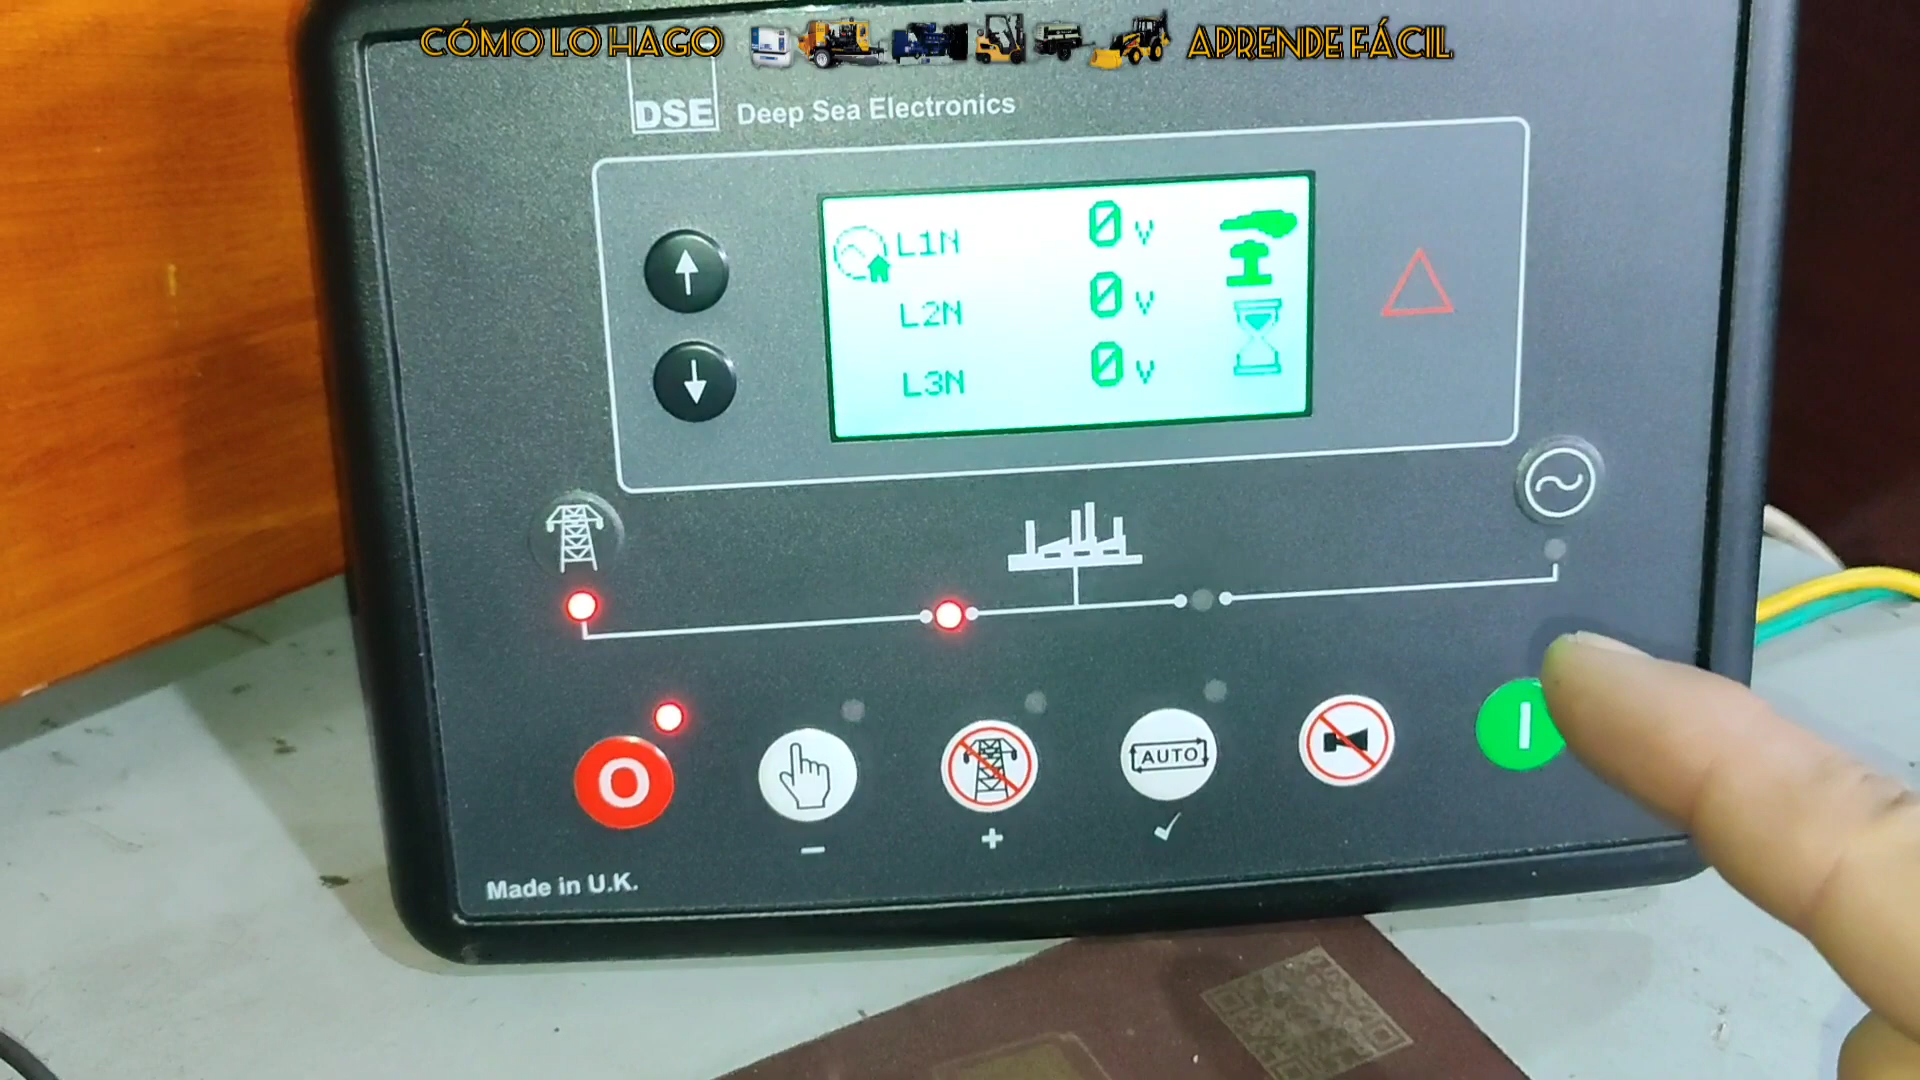 CÓMO LO HAGO APRENDE FÁCIL
DSE Deep Sea Electronics
L1N 0 V
L2N 0 V
L3N 0 V
O
AUTO
I
Made in U.K.